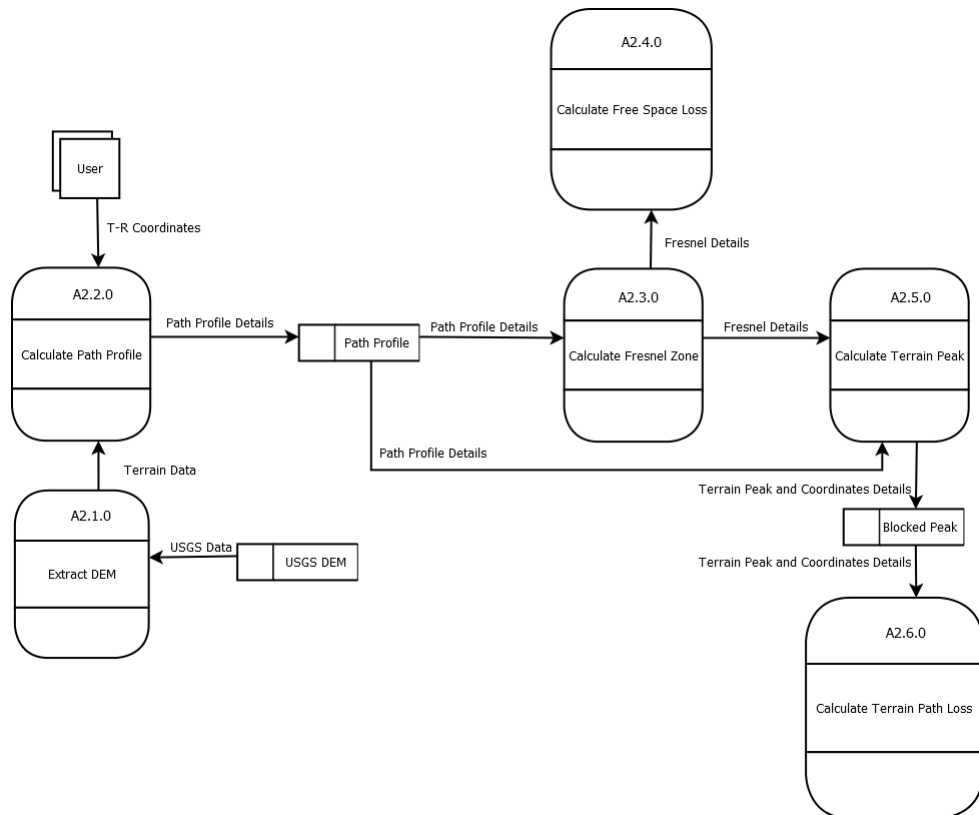 A2.4.0
Calculate Free Space Loss
User
T-R Coordinates
Fresnel Details
A2.2.0
A2.3.0
A2.5.0
Path Profile Details
Path Profile Details
Fresnel Details
Path Profile
Calculate Path Profile
Calculate Fresnel Zone
Calculate Terrain Peak
Path Profile Details
Terrain Data
Terrain Peak and Coordinates Details
A2.1.0
Blocked Peak
USGS Data
USGS DEM
Terrain Peak and Coordinates Details
Extract DEM
A2.6.0
Calculate Terrain Path Loss